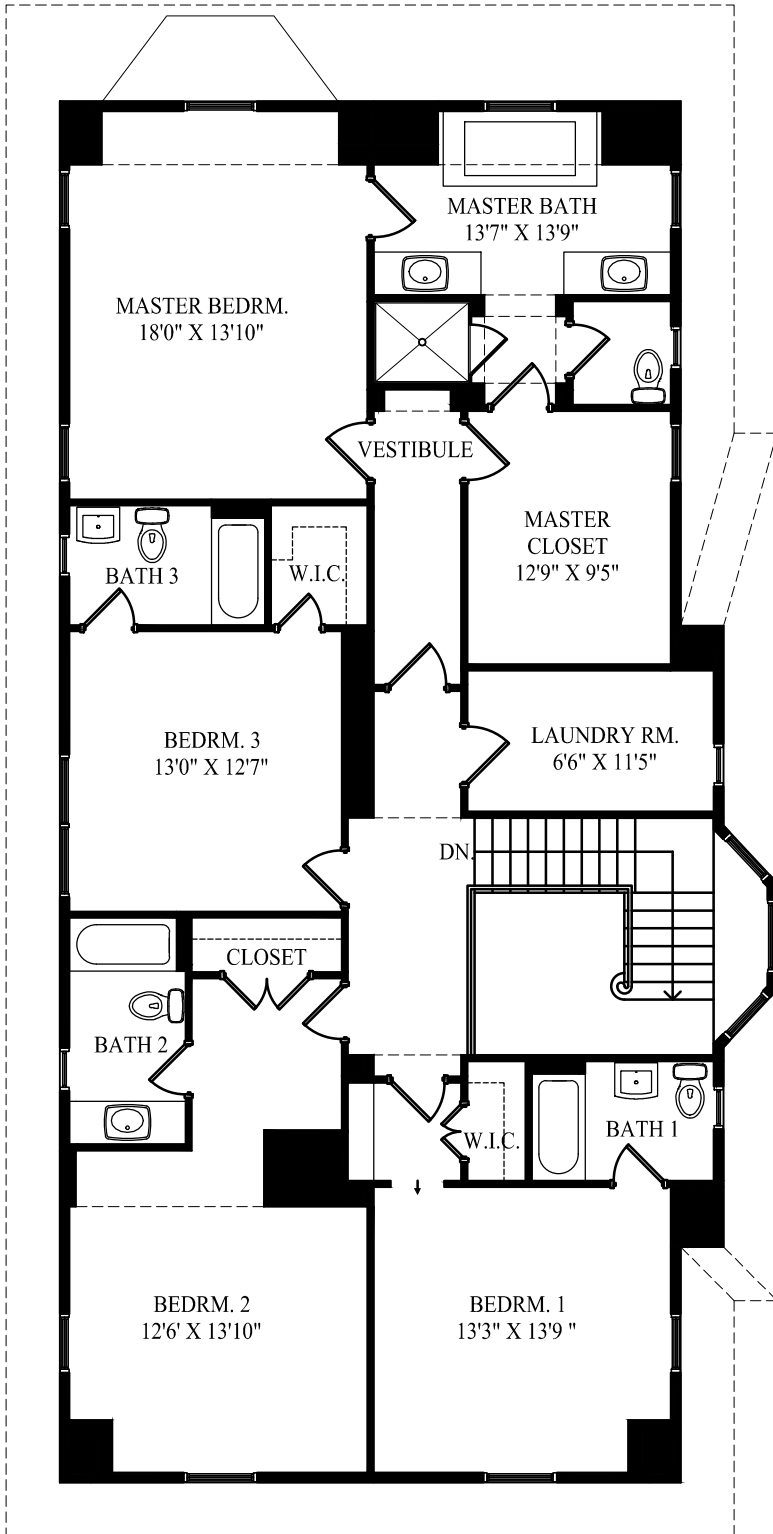 MASTER BATH
13'7" X 13'9"
MASTER BEDRM.
18'0" X 13'10"
VESTIBULE
MASTER
CLOSET
12'9" X 9'5"
BATH 3
W.I.C.
BEDRM. 3
13'0" X 12'7"
LAUNDRY RM.
6'6" X 11'5"
DN.
CLOSET
BATH 2
W.I.C.
BATH 1
BEDRM. 2
12'6' X 13'10"
BEDRM. 1
13'3" X 13'9 "